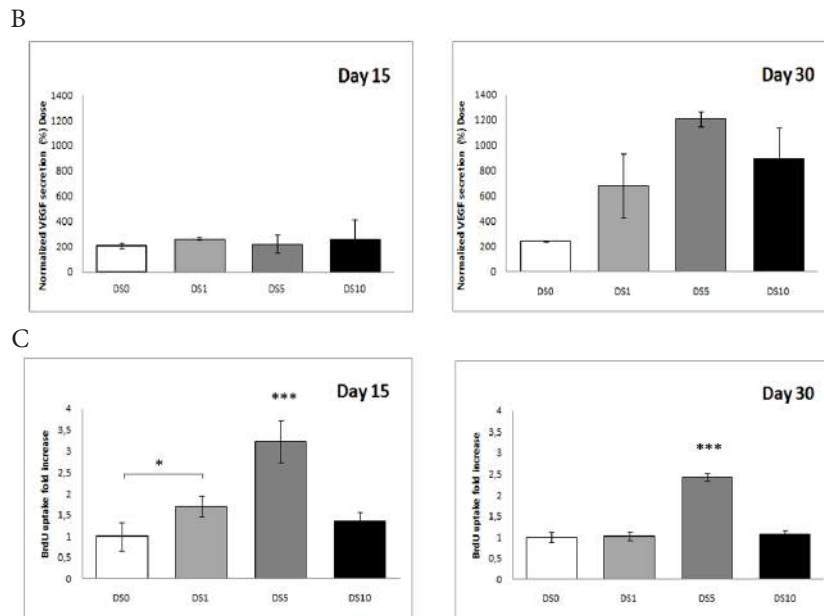 B
Day 15
Normalized VEGF secretion (%) Dose
1400
1200
1000
800
600
400
200
0
DS0 DS1 DS5 DS10
Day 30
Normalized VEGF secretion (%) Dose
1400
1200
1000
800
600
400
200
0
DS0 DS1 DS5 DS10
C
Day 15
BrdU uptake fold increase
4
3,5
3
2,5
2
1,5
1
0,5
0
***
*
DS0 DS1 DS5 DS10
Day 30
BrdU uptake fold increase
4
3,5
3
2,5
2
1,5
1
0,5
0
***
DS0 DS1 DS5 DS10